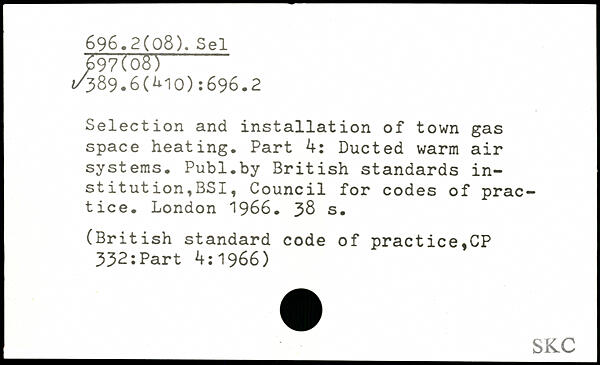 696.2(08). Sel
697(08)
✓389.6(410):696.2
Selection and installation of town gas
space heating. Part 4: Ducted warm air
systems. Publ.by British standards in-
stitution,BSI, Council for codes of prac-
tice. London 1966. 38 s.
(British standard code of practice,CP
332:Part 4:1966)
SKC